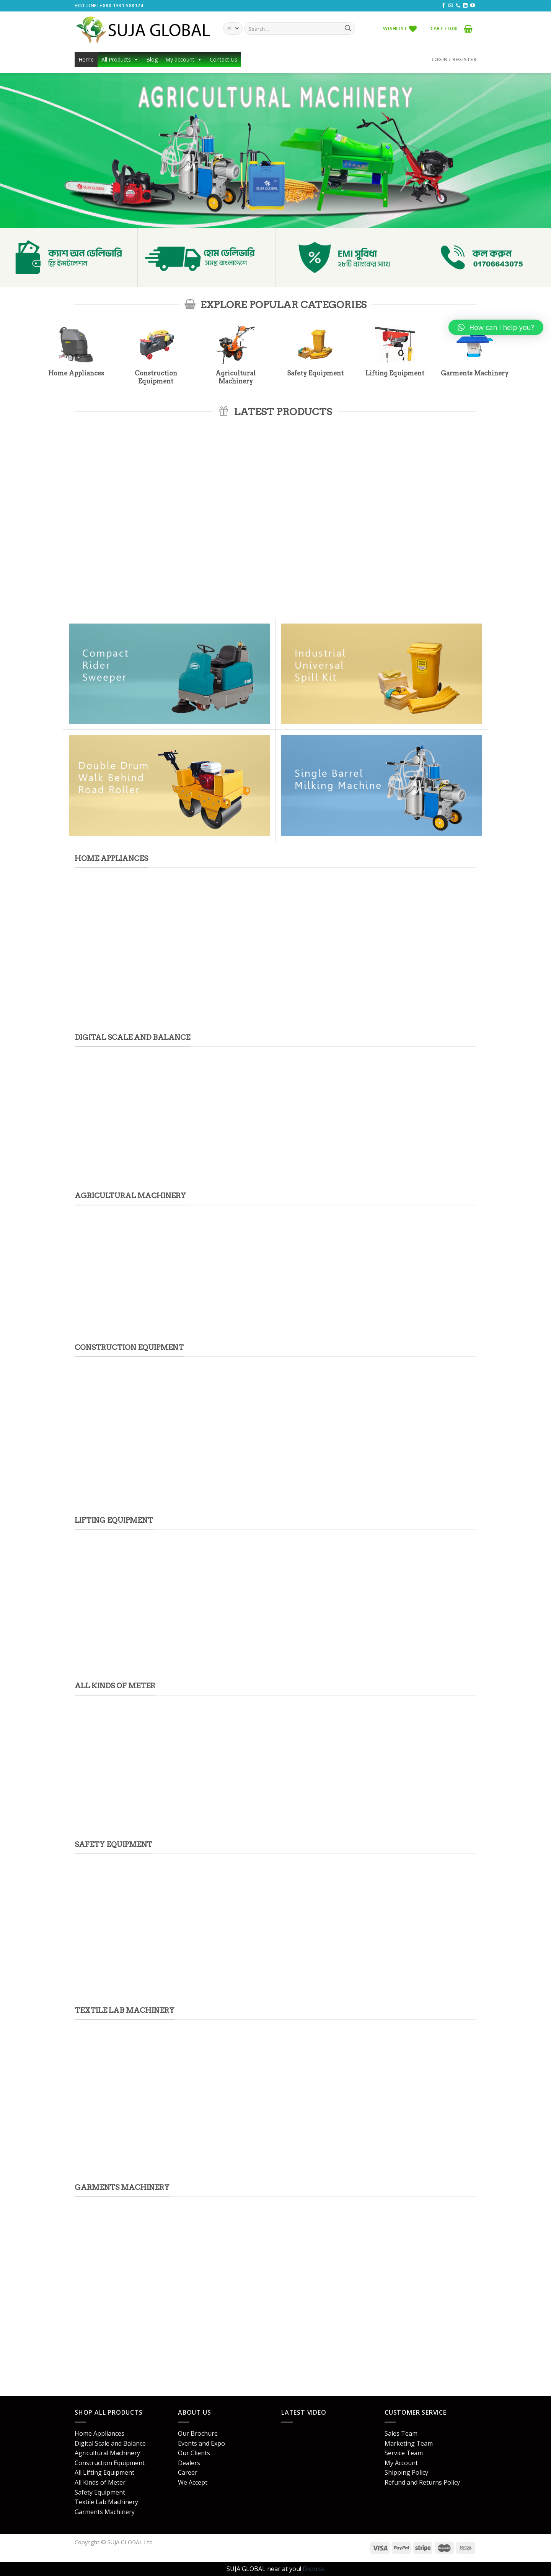 HOT LINE: +880 1331 598124
SUJA GLOBAL
All
Search...
WISHLIST
CART / 0.00
Home
All Products
Blog
My account
Contact Us
LOGIN / REGISTER
AGRICULTURAL MACHINERY
ক্যাশ অন ডেলিভারি
ফ্রি ইন্সটলেশন
হোম ডেলিভারি
সমগ্র বাংলাদেশে
EMI সুবিধা
২৮টি ব্যাংকের সাথে
কল করুন
01706643075
EXPLORE POPULAR CATEGORIES
How can I help you?
Home Appliances
Construction Equipment
Agricultural Machinery
Safety Equipment
Lifting Equipment
Garments Machinery
LATEST PRODUCTS
Compact
Rider
Sweeper
Industrial
Universal
Spill Kit
Double Drum
Walk Behind
Road Roller
Single Barrel
Milking Machine
HOME APPLIANCES
DIGITAL SCALE AND BALANCE
AGRICULTURAL MACHINERY
CONSTRUCTION EQUIPMENT
LIFTING EQUIPMENT
ALL KINDS OF METER
SAFETY EQUIPMENT
TEXTILE LAB MACHINERY
GARMENTS MACHINERY
SHOP ALL PRODUCTS
Home Appliances
Digital Scale and Balance
Agricultural Machinery
Construction Equipment
All Lifting Equipment
All Kinds of Meter
Safety Equipment
Textile Lab Machinery
Garments Machinery
ABOUT US
Our Brochure
Events and Expo
Our Clients
Dealers
Career
We Accept
LATEST VIDEO
CUSTOMER SERVICE
Sales Team
Marketing Team
Service Team
My Account
Shipping Policy
Refund and Returns Policy
Copyright © SUJA GLOBAL Ltd
VISA
PayPal
stripe
SUJA GLOBAL near at you! Dismiss